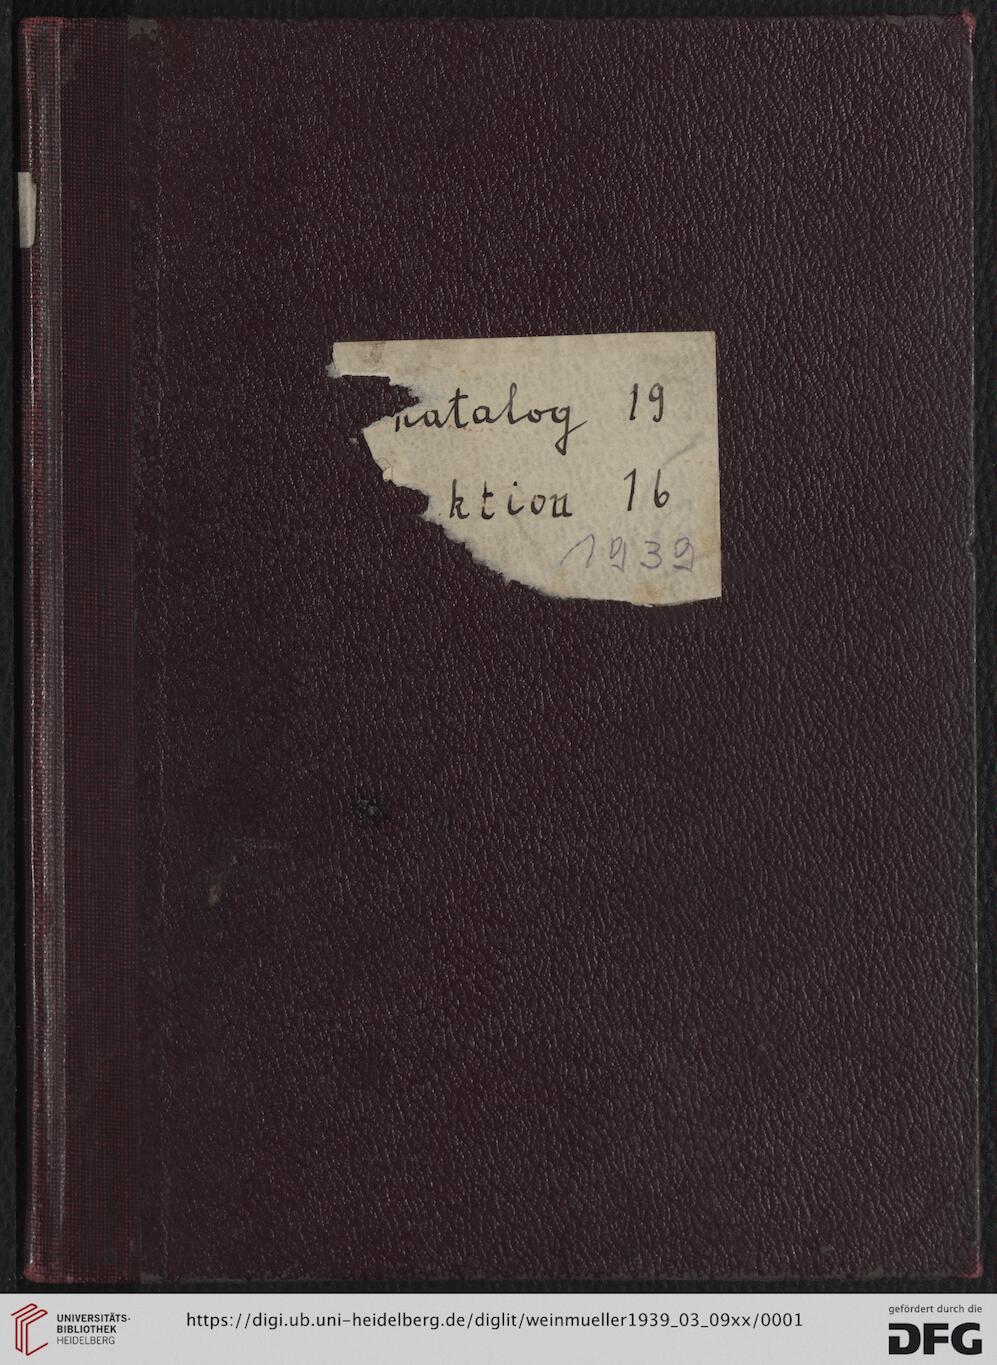 Katalog 19
ktion 16
1939
UNIVERSITÄTS-
BIBLIOTHEK
HEIDELBERG
https://digi.ub.uni-heidelberg.de/diglit/weinmueller1939_03_09xx/0001
gefördert durch die
DFG